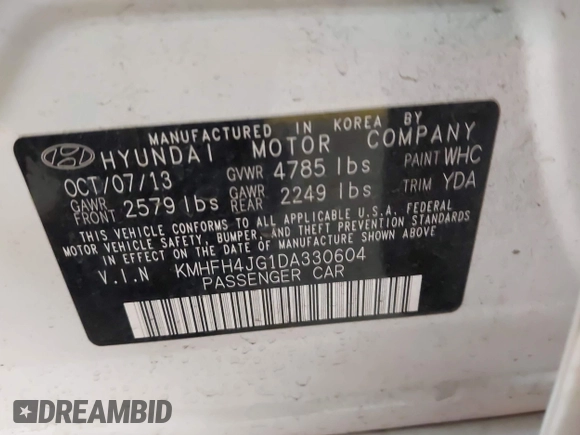 MANUFACTURED IN KOREA BY
HYUNDAI MOTOR COMPANY
OCT/07/13 GVWR 4785 lbs PAINT WHC
GAWR FRONT 2579 lbs GAWR REAR 2249 lbs TRIM YDA
THIS VEHICLE CONFORMS TO ALL APPLICABLE U.S.A. FEDERAL
MOTOR VEHICLE SAFETY, BUMPER, AND THEFT PREVENTION
STANDARDS IN EFFECT ON THE DATE OF MANUFACTURE SHOWN ABOVE.
V.I.N KMHFH4JG1DA330604
PASSENGER CAR
DREAMBID